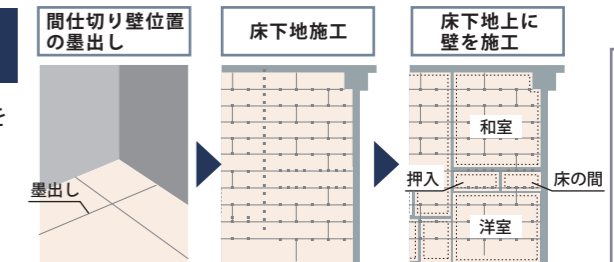 間仕切り壁位置
の墨出し
床下地施工
床下地上に
壁を施工
を
墨出し
和室
押入
床の間
洋室